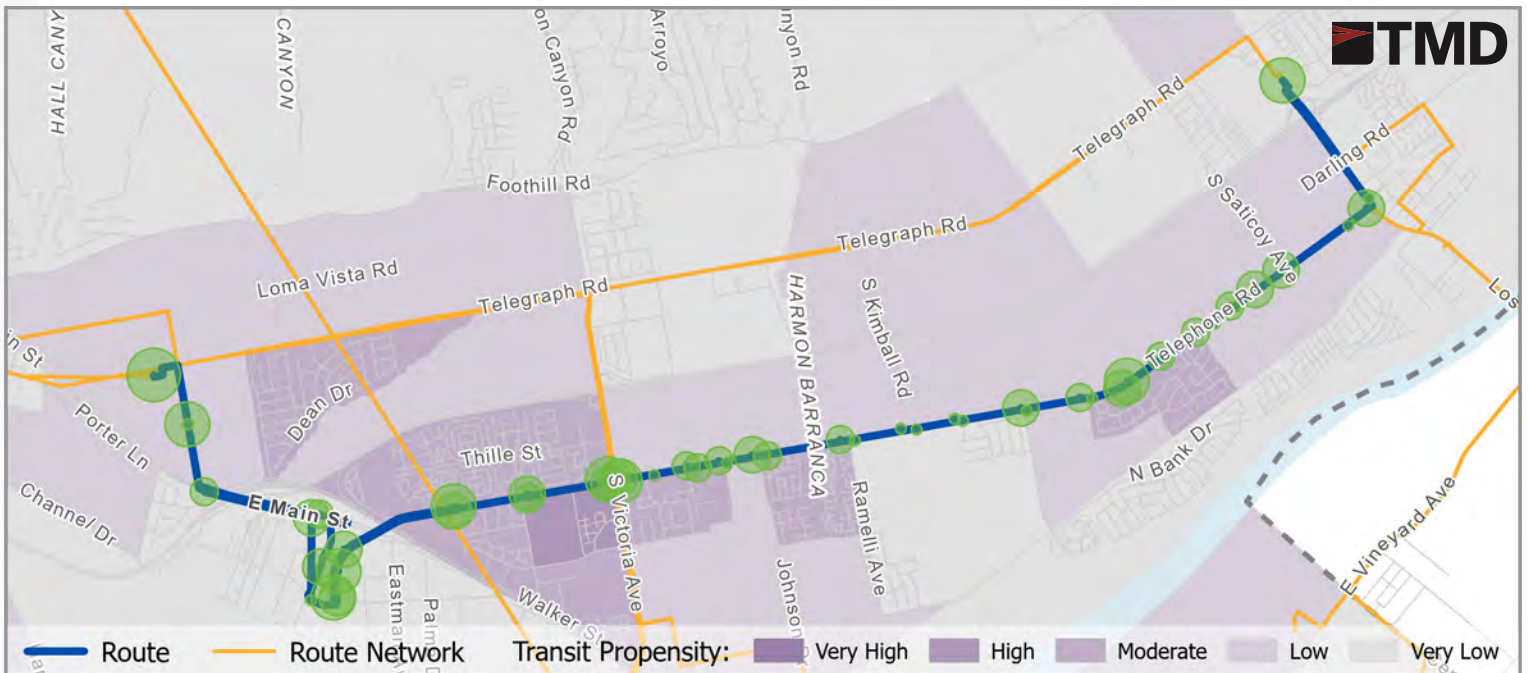 HALL CANY
CANYON
on Canyon Rd
Arroyo
nyon Rd
TMD
Telegraph Rd
Darling Rd
Foothill Rd
S Saticoy Ave
Telegraph Rd
Loma Vista Rd
Telegraph Rd
HARMON BARRANCA
S Kimball Rd
Los
in St
Telephone Rd
Dean Dr
Porter Ln
Thille St
N Bank Dr
Channel Dr
E Main St
S Victoria Ave
Ramelli Ave
E Vineyard Ave
Eastman
Palm
Walker S
Johnson
Route
Route Network
Transit Propensity:
Very High
High
Moderate
Low
Very Low